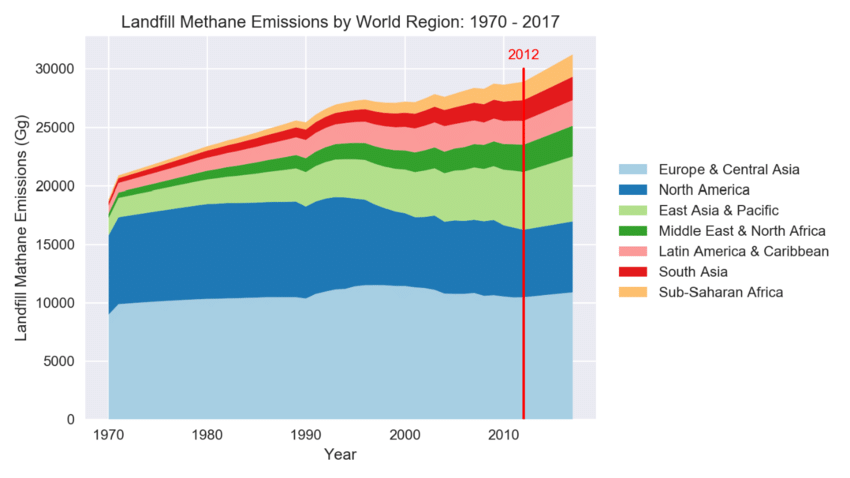 Landfill Methane Emissions by World Region: 1970 - 2017
2012
30000
25000
20000
15000
10000
5000
0
Landfill Mathane Emissions (Gg)
1970
1980
1990
2000
2010
Year
Europe & Central Asia
North America
East Asia & Pacific
Middle East & North Africa
Latin America & Caribbean
South Asia
Sub-Saharan Africa